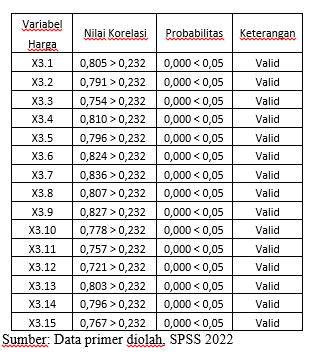 Variabel Harga Nilai Korelasi Probabilitas Keterangan
X3.1 0,805 > 0,232 0,000 < 0,05 Valid
X3.2 0,791 > 0,232 0,000 < 0,05 Valid
X3.3 0,754 > 0,232 0,000 < 0,05 Valid
X3.4 0,810 > 0,232 0,000 < 0,05 Valid
X3.5 0,796 > 0,232 0,000 < 0,05 Valid
X3.6 0,824 > 0,232 0,000 < 0,05 Valid
X3.7 0,836 > 0,232 0,000 < 0,05 Valid
X3.8 0,807 > 0,232 0,000 < 0,05 Valid
X3.9 0,827 > 0,232 0,000 < 0,05 Valid
X3.10 0,778 > 0,232 0,000 < 0,05 Valid
X3.11 0,757 > 0,232 0,000 < 0,05 Valid
X3.12 0,721 > 0,232 0,000 < 0,05 Valid
X3.13 0,803 > 0,232 0,000 < 0,05 Valid
X3.14 0,796 > 0,232 0,000 < 0,05 Valid
X3.15 0,767 > 0,232 0,000 < 0,05 Valid
Sumber: Data primer diolah, SPSS 2022